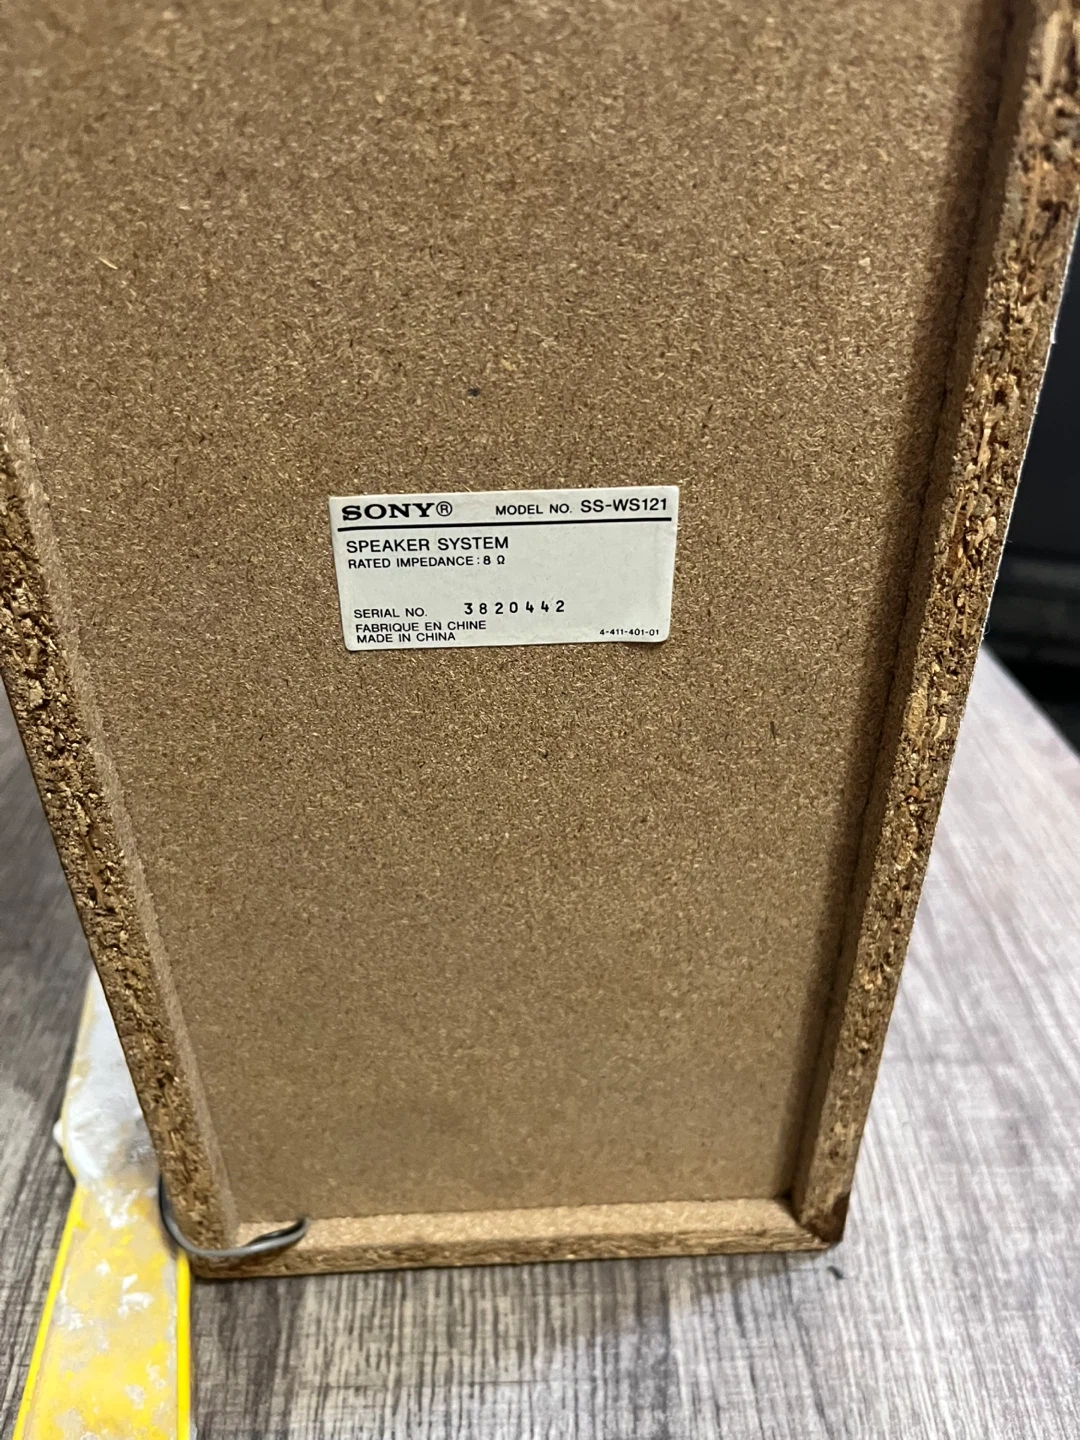 SONY® MODEL NO. SS-WS121
SPEAKER SYSTEM
RATED IMPEDANCE: 8 Ω
SERIAL NO. 3820442
FABRIQUE EN CHINE
MADE IN CHINA 4-411-401-01